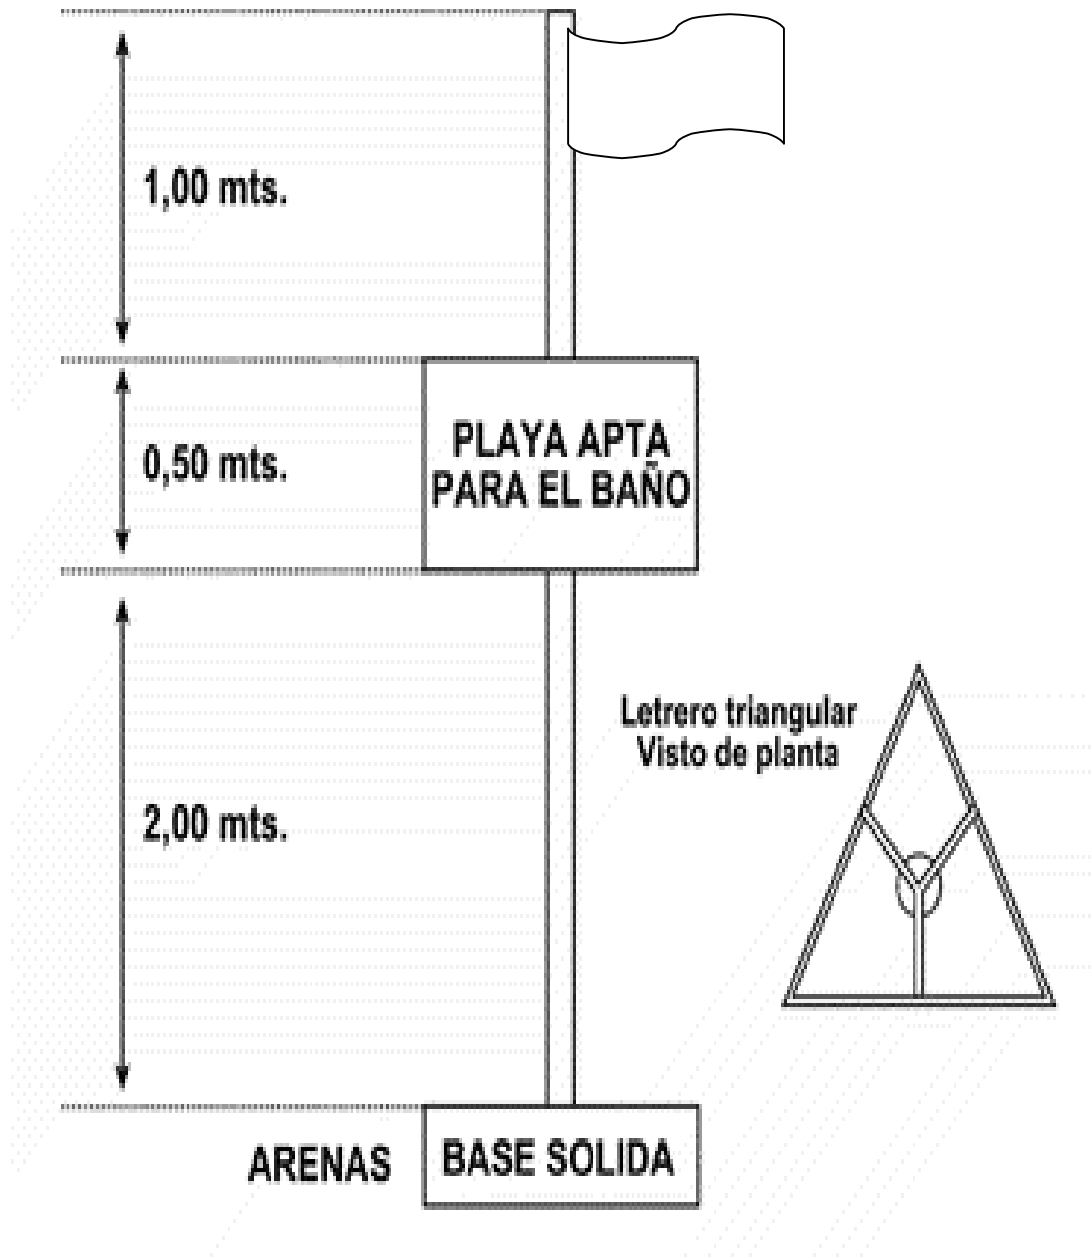 1,00 mts.
0,50 mts.
PLAYA APTA
PARA EL BAÑO
Letrero triangular
Visto de planta
2,00 mts.
ARENAS
BASE SOLIDA